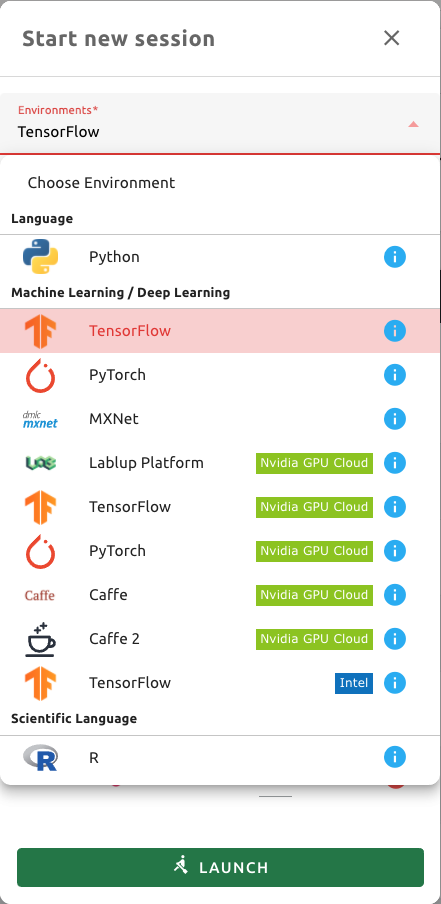 Start new session
Environments*
TensorFlow
Choose Environment
Language
Python
Machine Learning / Deep Learning
TensorFlow
PyTorch
dmlc mxnet MXNet
Lablup Platform Nvidia GPU Cloud
TensorFlow Nvidia GPU Cloud
PyTorch Nvidia GPU Cloud
Caffe Caffe Nvidia GPU Cloud
Caffe 2 Nvidia GPU Cloud
TensorFlow Intel
Scientific Language
R R
LAUNCH